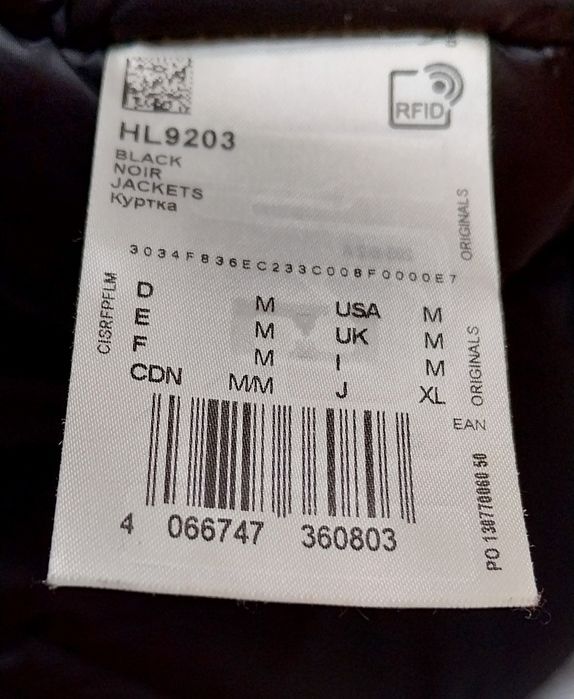 RFID
HL9203
BLACK
NOIR
JACKETS
Куртка
ORIGINALS
3034F836EC233C008F0000E7
CISRFPFLM
D M USA M
E M UK M
F M I M
CDN M/M J XL
ORIGINALS
EAN
4 066747 360803
PO 130770060 50